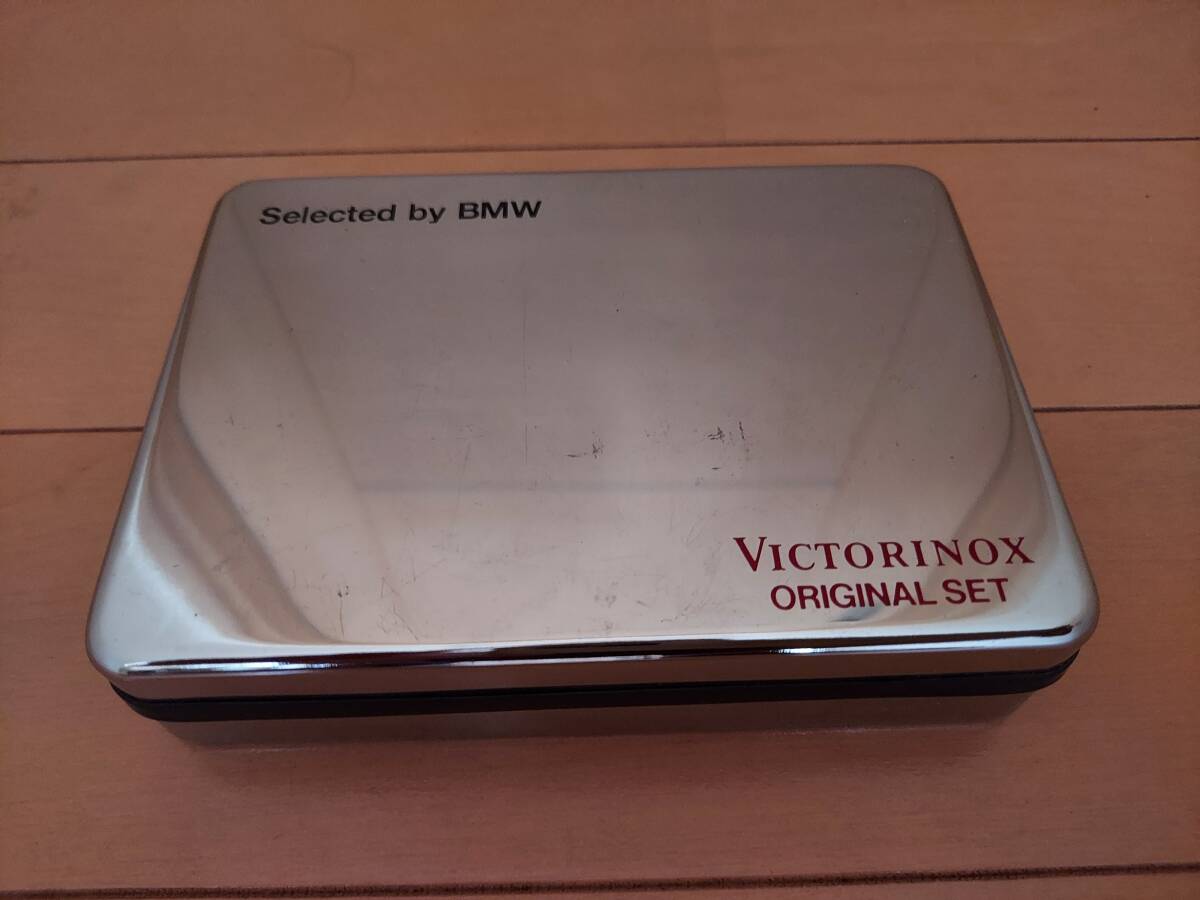 Selected by BMW
VICTORINOX
ORIGINAL SET